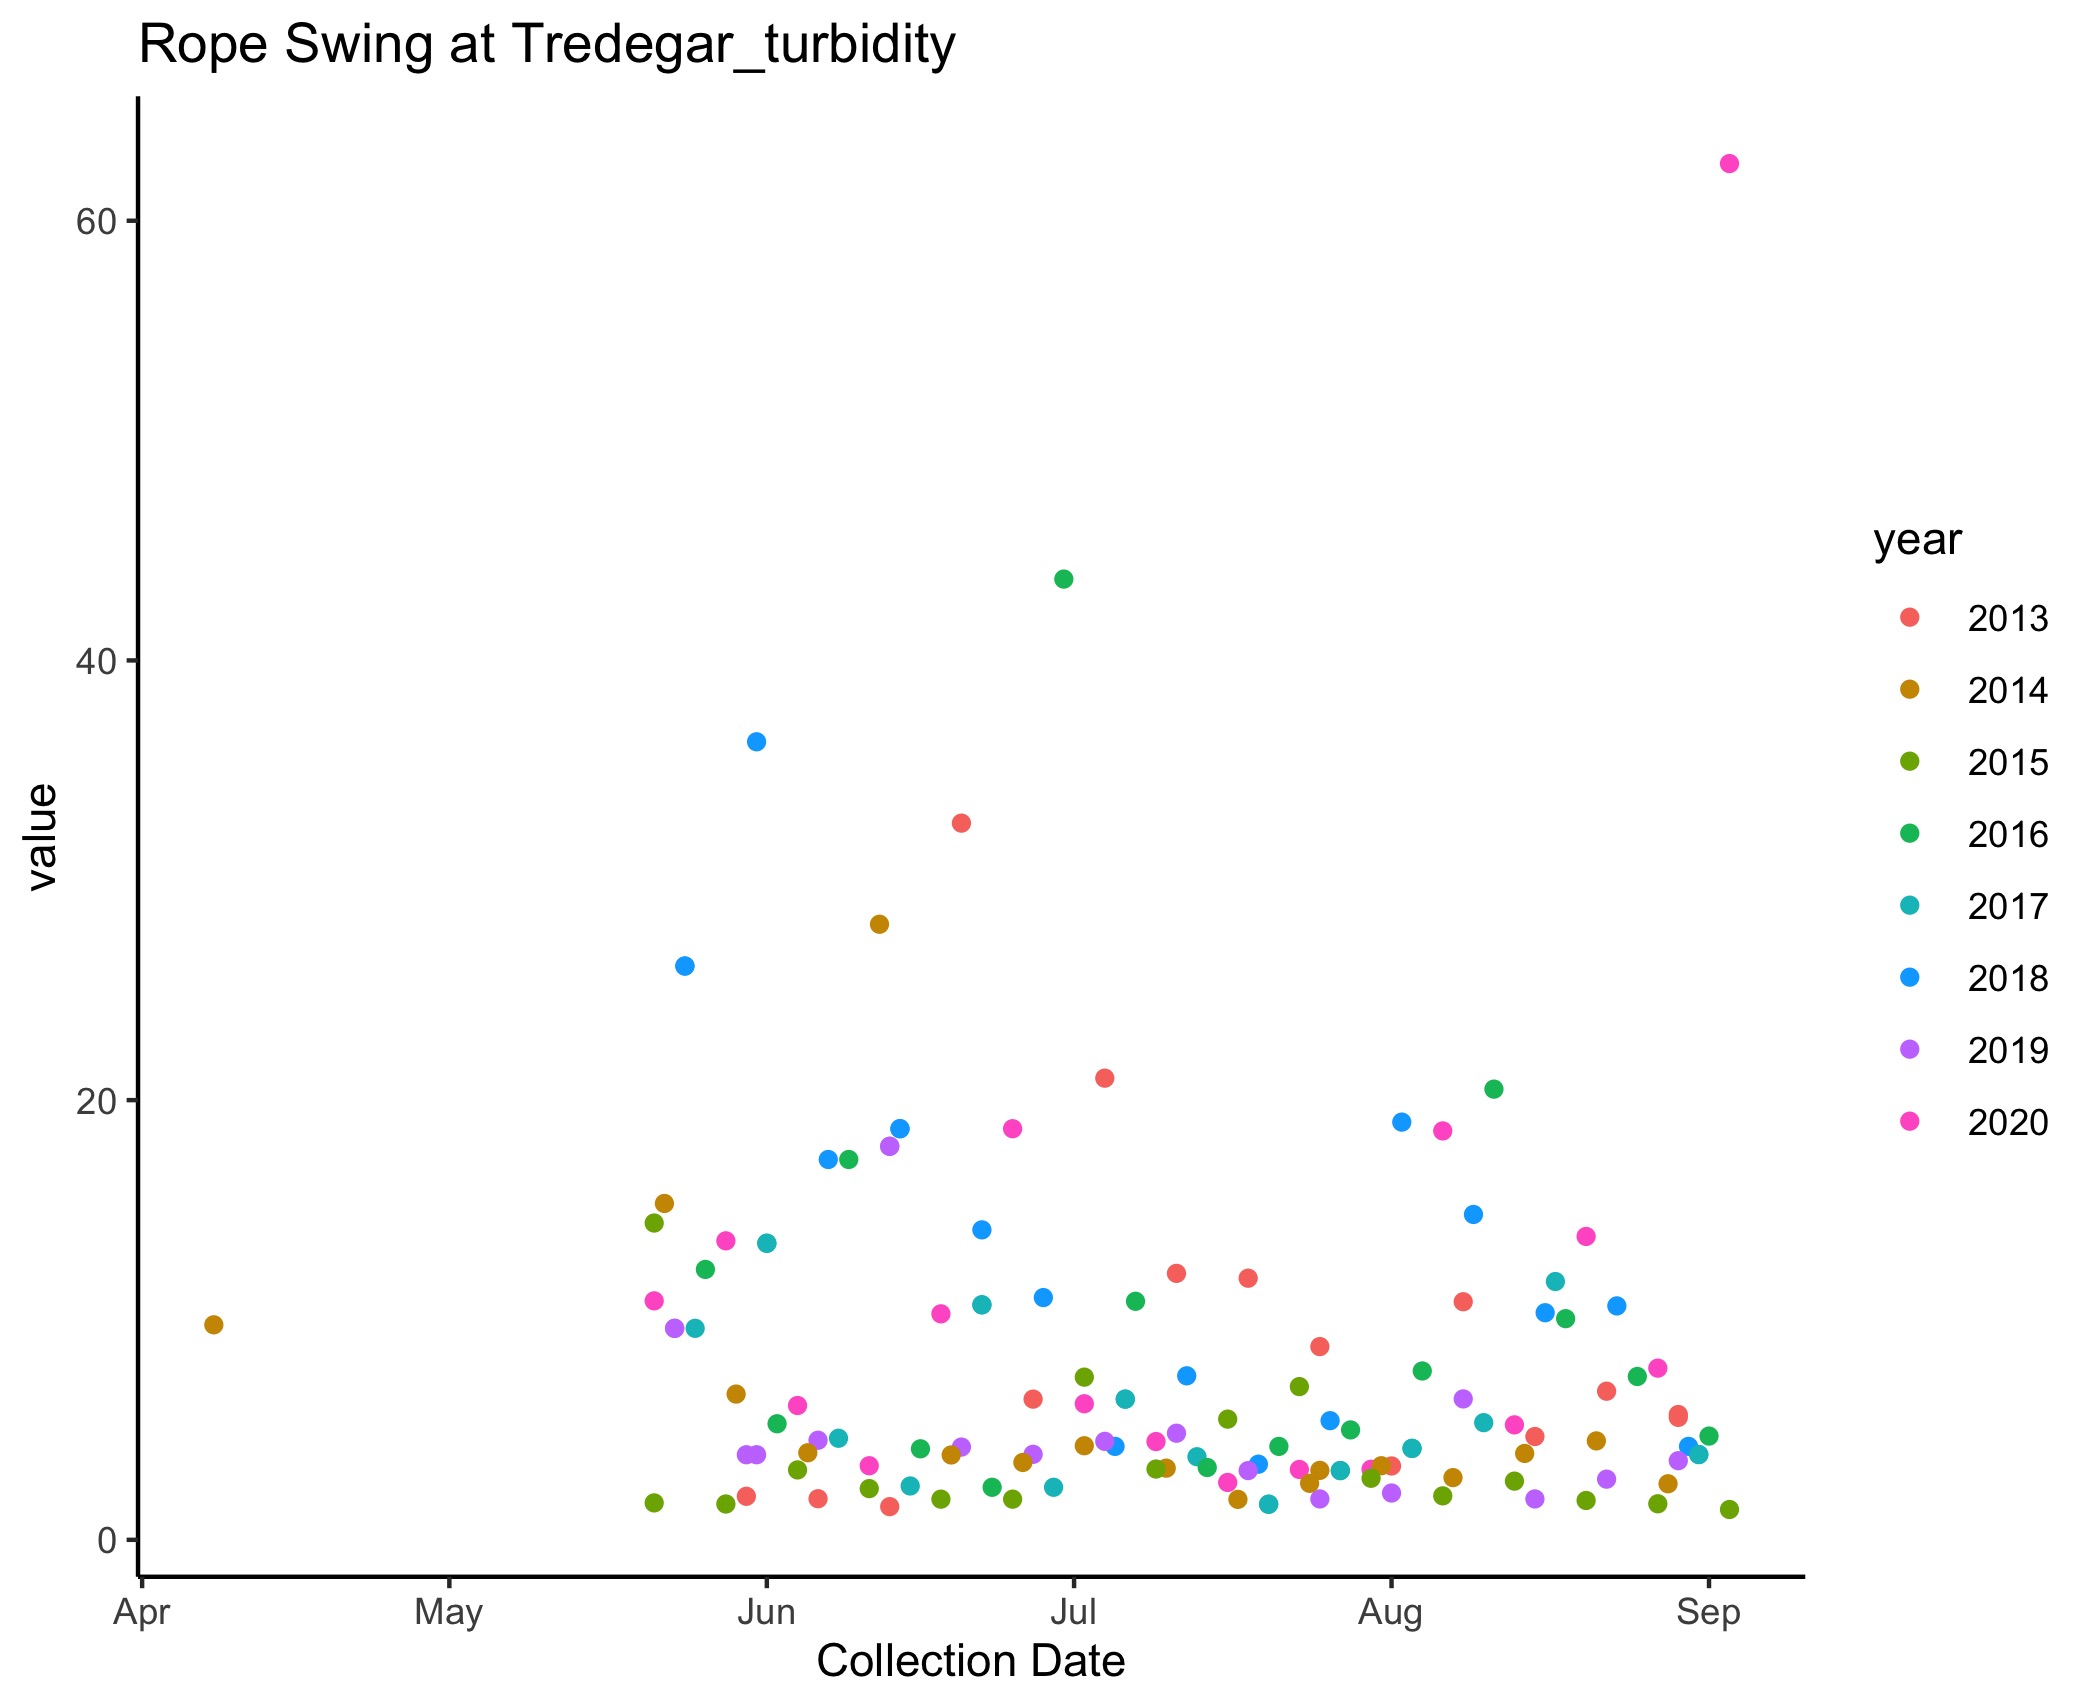 Rope Swing at Tredegar_turbidity
60
40
20
0
value
Apr May Jun Jul Aug Sep
Collection Date
year
2013
2014
2015
2016
2017
2018
2019
2020